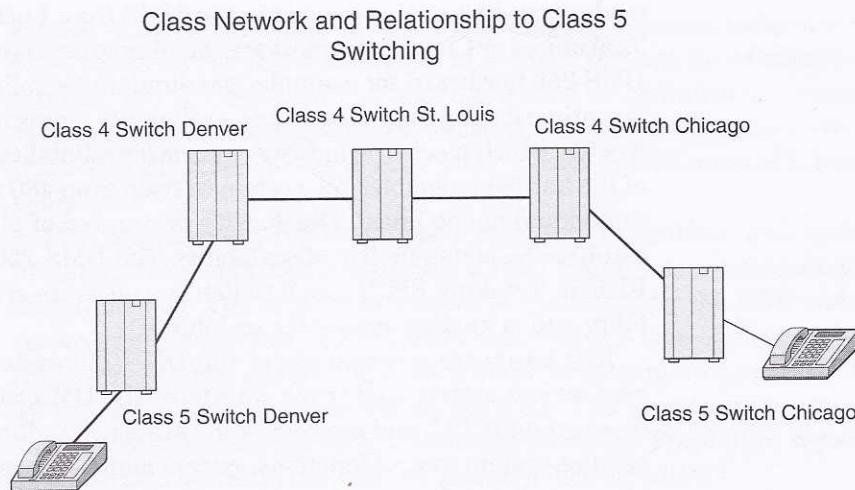 Class Network and Relationship to Class 5
Switching
Class 4 Switch Denver
Class 4 Switch St. Louis
Class 4 Switch Chicago
Class 5 Switch Denver
Class 5 Switch Chicago